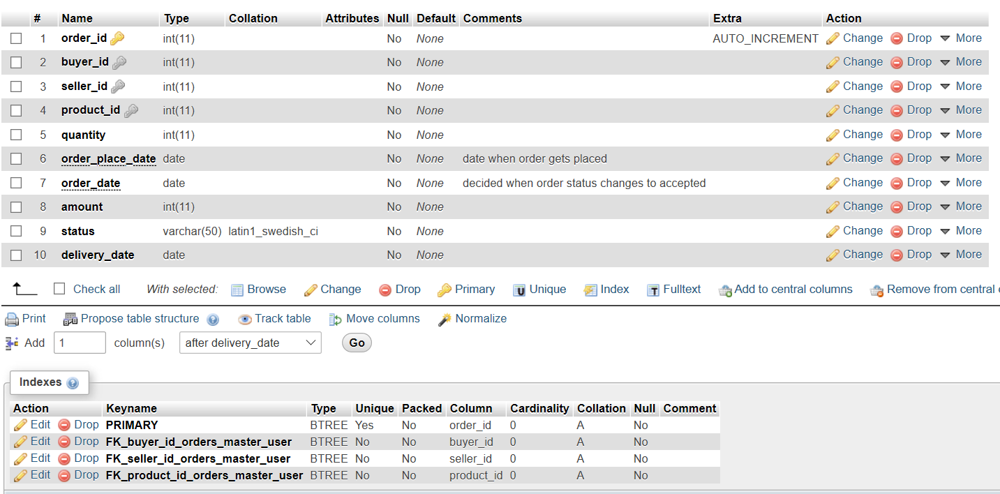 # Name Type Collation Attributes Null Default Comments Extra Action
1 order_id int(11) No None AUTO_INCREMENT Change Drop More
2 buyer_id int(11) No None Change Drop More
3 seller_id int(11) No None Change Drop More
4 product_id int(11) No None Change Drop More
5 quantity int(11) No None Change Drop More
6 order_place_date date No None date when order gets placed Change Drop More
7 order_date date No None decided when order status changes to accepted Change Drop More
8 amount int(11) No None Change Drop More
9 status varchar(50) latin1_swedish_ci No None Change Drop More
10 delivery_date date No None Change Drop More
Check all With selected: Browse Change Drop Primary Unique Index Fulltext Add to central columns Remove from central
Print Propose table structure Track table Move columns Normalize
Add 1 column(s) after delivery_date Go
Indexes
Action Keyname Type Unique Packed Column Cardinality Collation Null Comment
Edit Drop PRIMARY BTREE Yes No order_id 0 A No
Edit Drop FK_buyer_id_orders_master_user BTREE No No buyer_id 0 A No
Edit Drop FK_seller_id_orders_master_user BTREE No No seller_id 0 A No
Edit Drop FK_product_id_orders_master_user BTREE No No product_id 0 A No